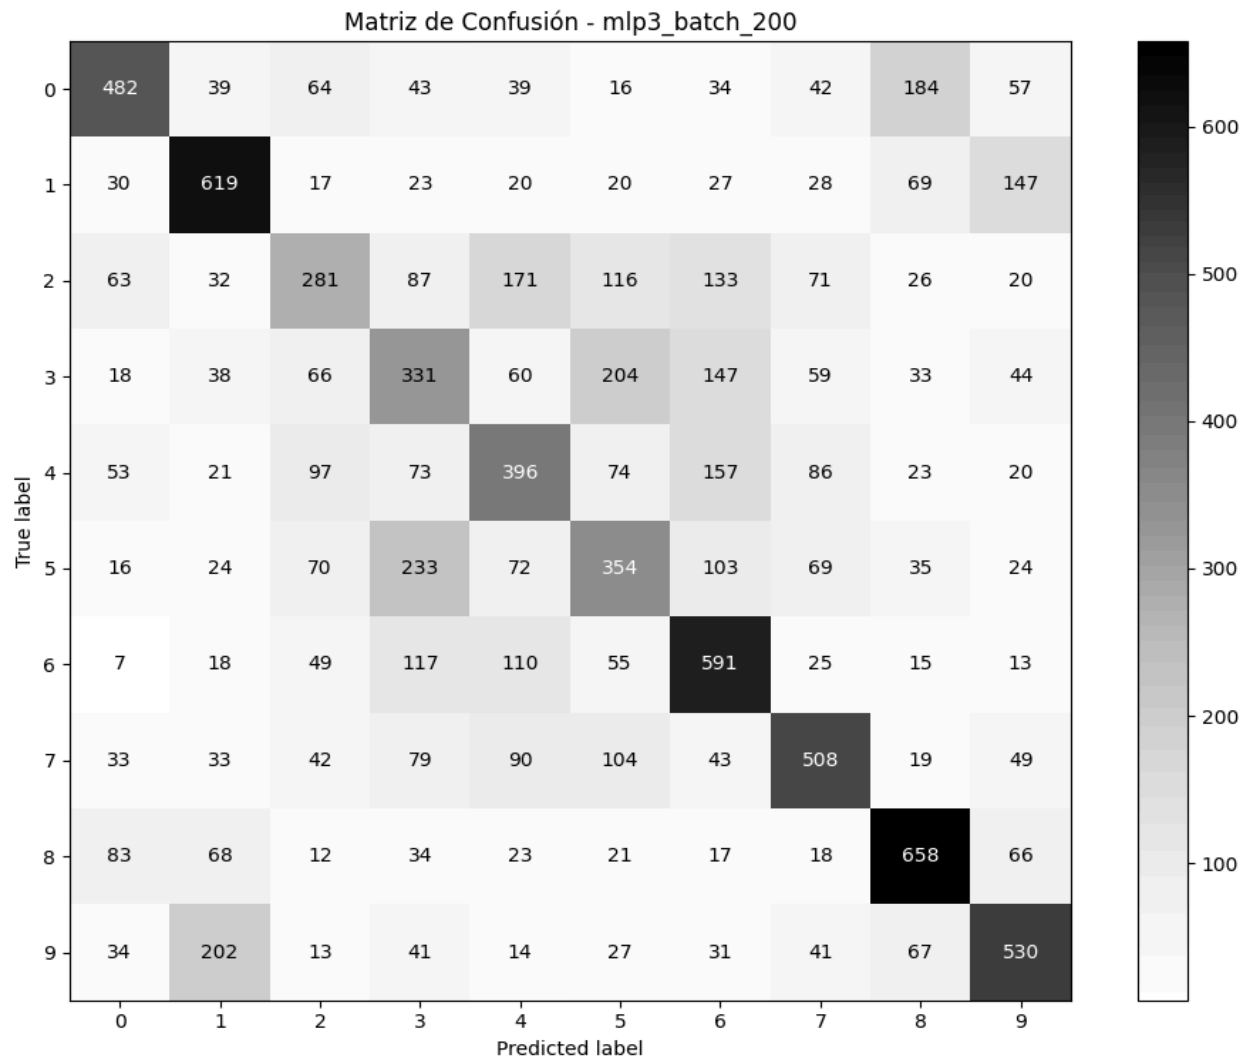 Matriz de Confusión - mlp3_batch_200
0 482 39 64 43 39 16 34 42 184 57
1 30 619 17 23 20 20 27 28 69 147
2 63 32 281 87 171 116 133 71 26 20
3 18 38 66 331 60 204 147 59 33 44
4 53 21 97 73 396 74 157 86 23 20
5 16 24 70 233 72 354 103 69 35 24
6 7 18 49 117 110 55 591 25 15 13
7 33 33 42 79 90 104 43 508 19 49
8 83 68 12 34 23 21 17 18 658 66
9 34 202 13 41 14 27 31 41 67 530
0 1 2 3 4 5 6 7 8 9
Predicted label
True label
600
500
400
300
200
100